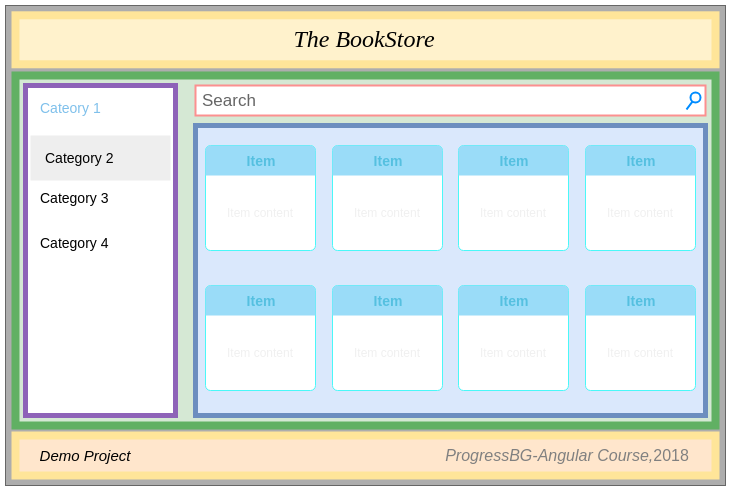 The BookStore
Cateory 1
Category 2
Category 3
Category 4
Search
Item Item Item Item
Item content Item content Item content Item content
Item Item Item Item
Item content Item content Item content Item content
Demo Project ProgressBG-Angular Course,2018